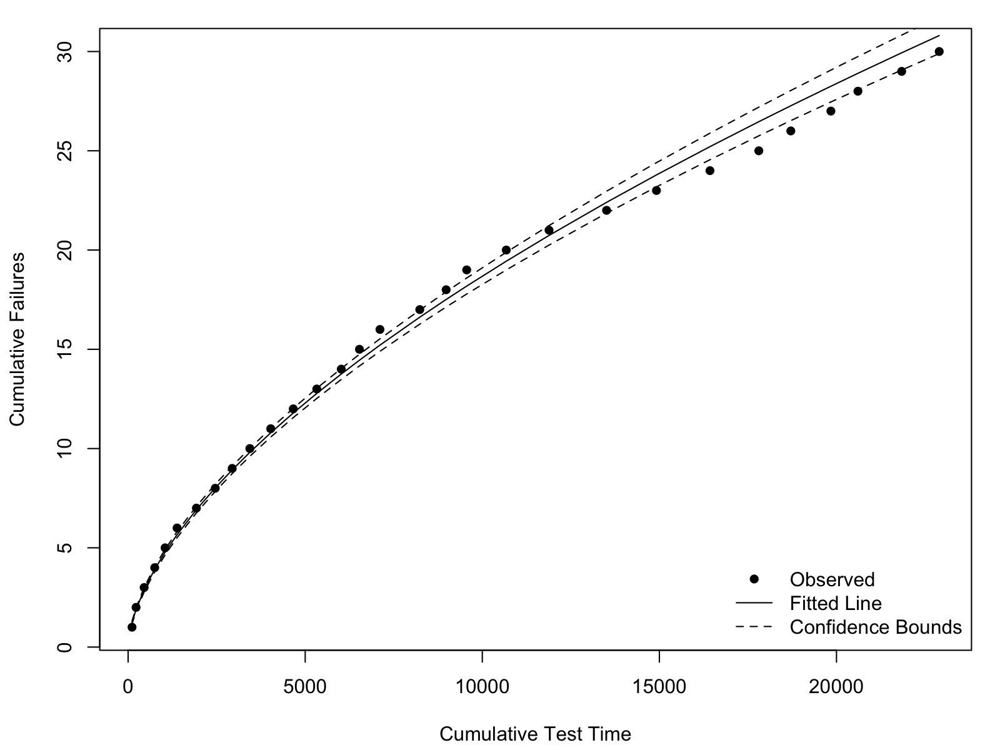 30
25
20
15
10
5
0
Cumulative Failures
Observed
Fitted Line
Confidence Bounds
0 5000 10000 15000 20000
Cumulative Test Time